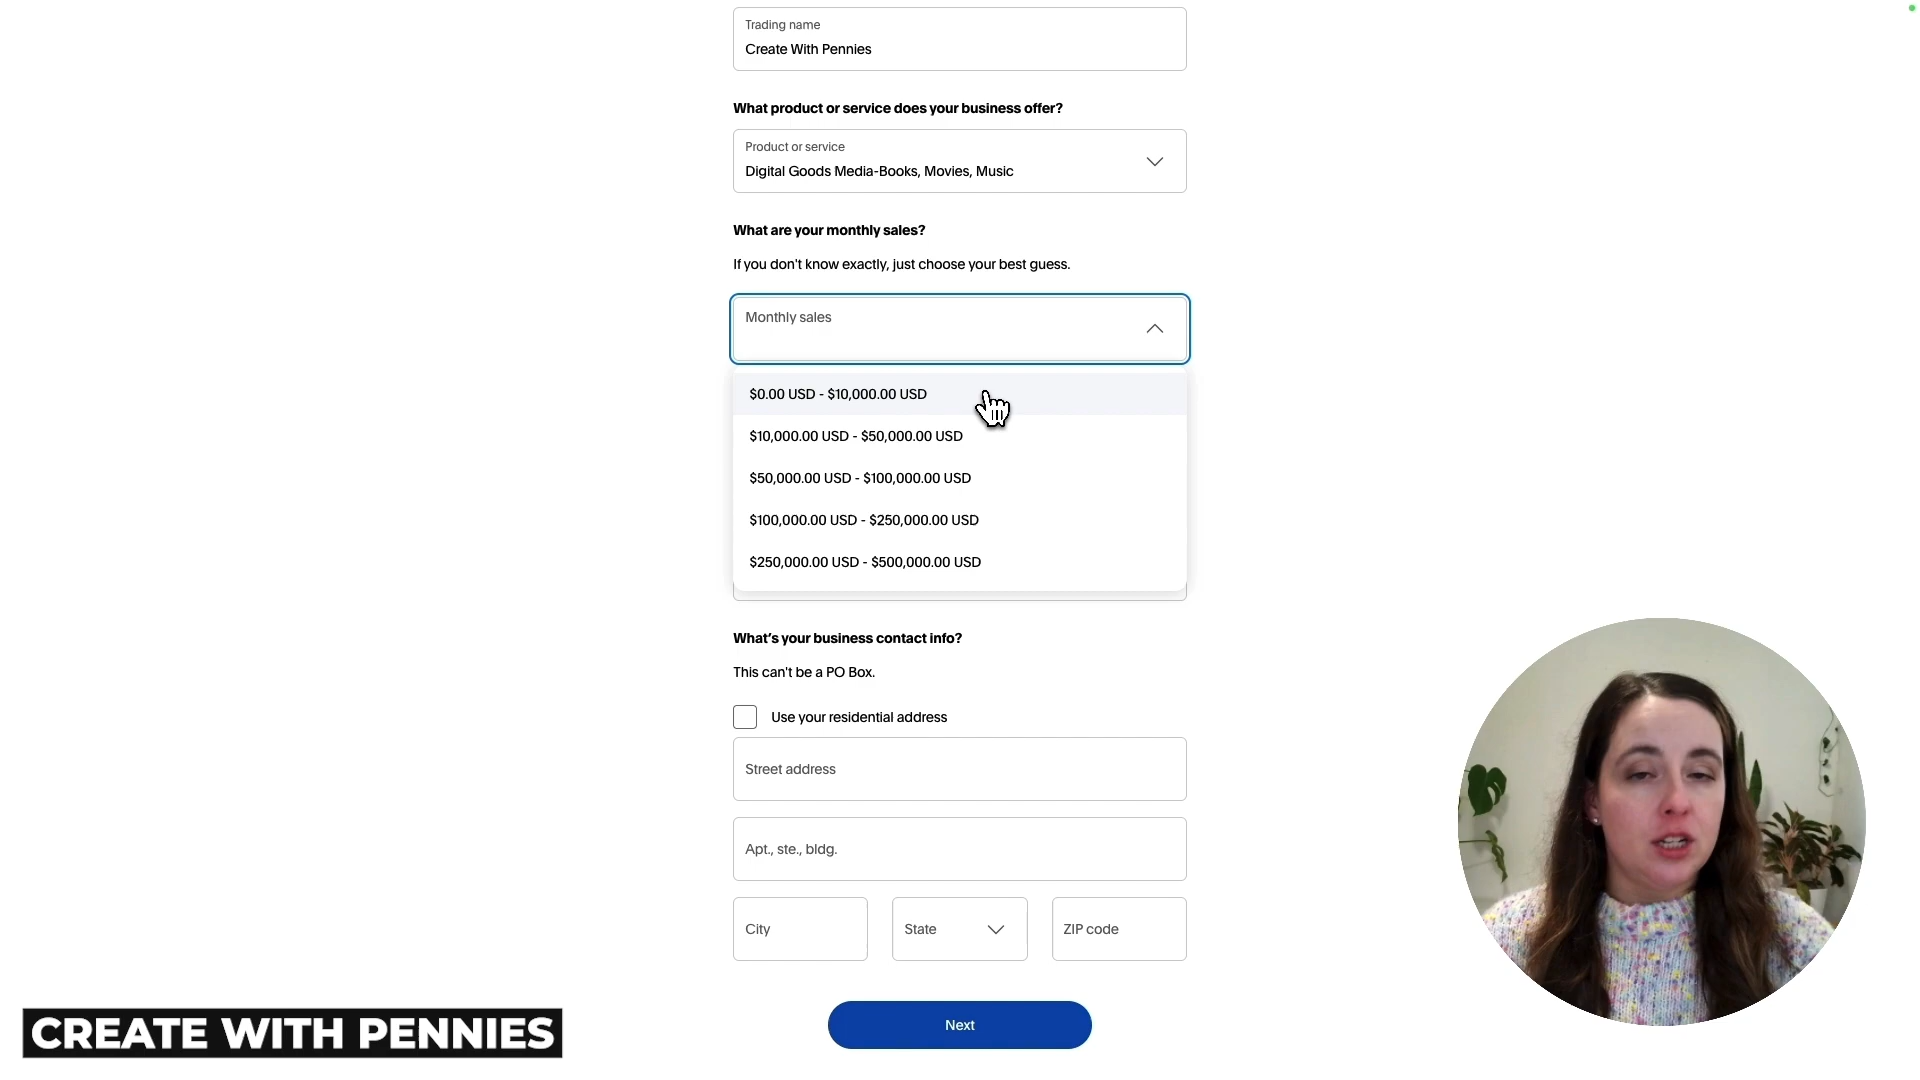 Trading name
Create With Pennies
What product or service does your business offer?
Product or service
Digital Goods Media-Books, Movies, Music
What are your monthly sales?
If you don't know exactly, just choose your best guess.
Monthly sales
$0.00 USD - $10,000.00 USD
$10,000.00 USD - $50,000.00 USD
$50,000.00 USD - $100,000.00 USD
$100,000.00 USD - $250,000.00 USD
$250,000.00 USD - $500,000.00 USD
What’s your business contact info?
This can't be a PO Box.
Use your residential address
Street address
Apt., ste., bldg.
City
State
ZIP code
Next
CREATE WITH PENNIES